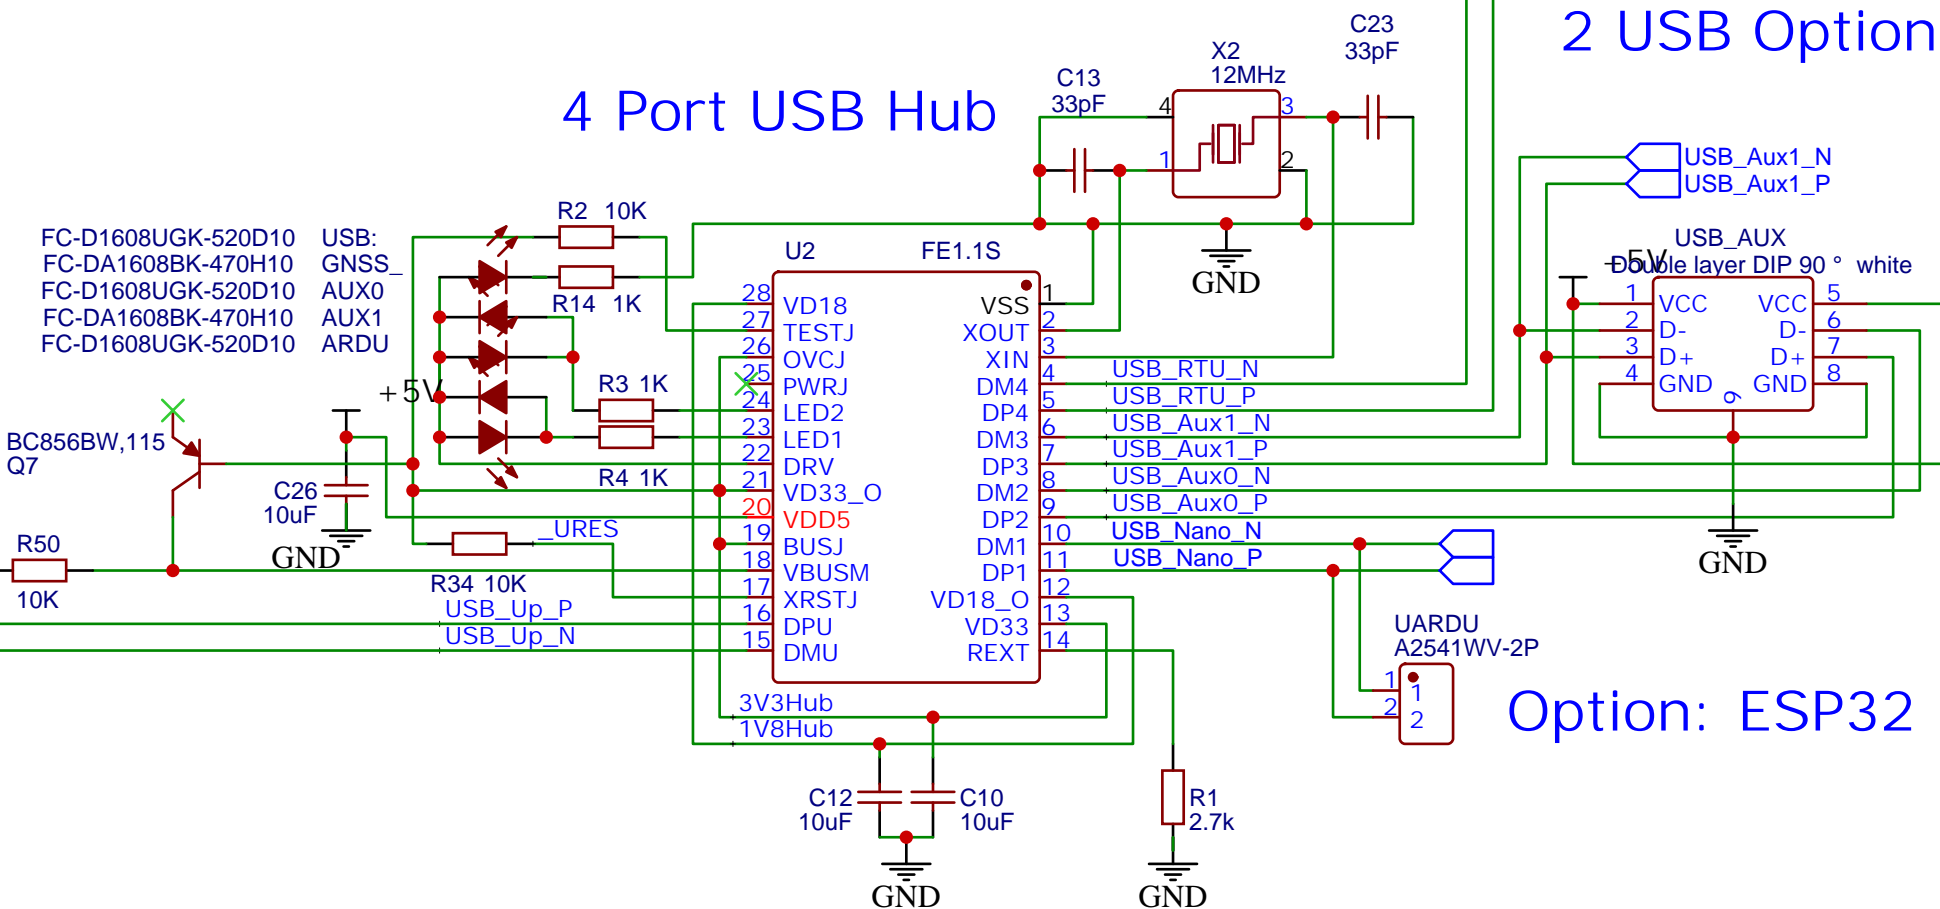 2 USB Option
4 Port USB Hub
C23
33pF
X2
12MHz
C13
33pF
4
3
1
2
USB_Aux1_N
USB_Aux1_P
R2 10K
FC-D1608UGK-520D10 USB:
FC-DA1608BK-470H10 GNSS_
FC-D1608UGK-520D10 AUX0
FC-DA1608BK-470H10 AUX1
FC-D1608UGK-520D10 ARDU
R14 1K
U2 FE1.1S
GND
USB_AUX
+5V
Double layer DIP 90 ° white
1 VCC VCC 5
2 D- D- 6
3 D+ D+ 7
4 GND GND 8
9
GND
28 VD18 VSS 1
27 TESTJ XOUT 2
26 OVCJ XIN 3
25 PWRJ DM4 4 USB_RTU_N
24 LED2 DP4 5 USB_RTU_P
23 LED1 DM3 6 USB_Aux1_N
22 DRV DP3 7 USB_Aux1_P
21 VD33_O DM2 8 USB_Aux0_N
20 VDD5 DP2 9 USB_Aux0_P
19 BUSJ DM1 10 USB_Nano_N
18 VBUSM DP1 11 USB_Nano_P
17 XRSTJ VD18_O 12
16 DPU VD33 13
15 DMU REXT 14
R3 1K
+5V
R4 1K
BC856BW,115
Q7
C26
10uF
GND
_URES
R50
10K
R34 10K
USB_Up_P
USB_Up_N
UARDU
A2541WV-2P
1 1
2 2
Option: ESP32
3V3Hub
1V8Hub
C12
10uF
C10
10uF
R1
2.7k
GND
GND